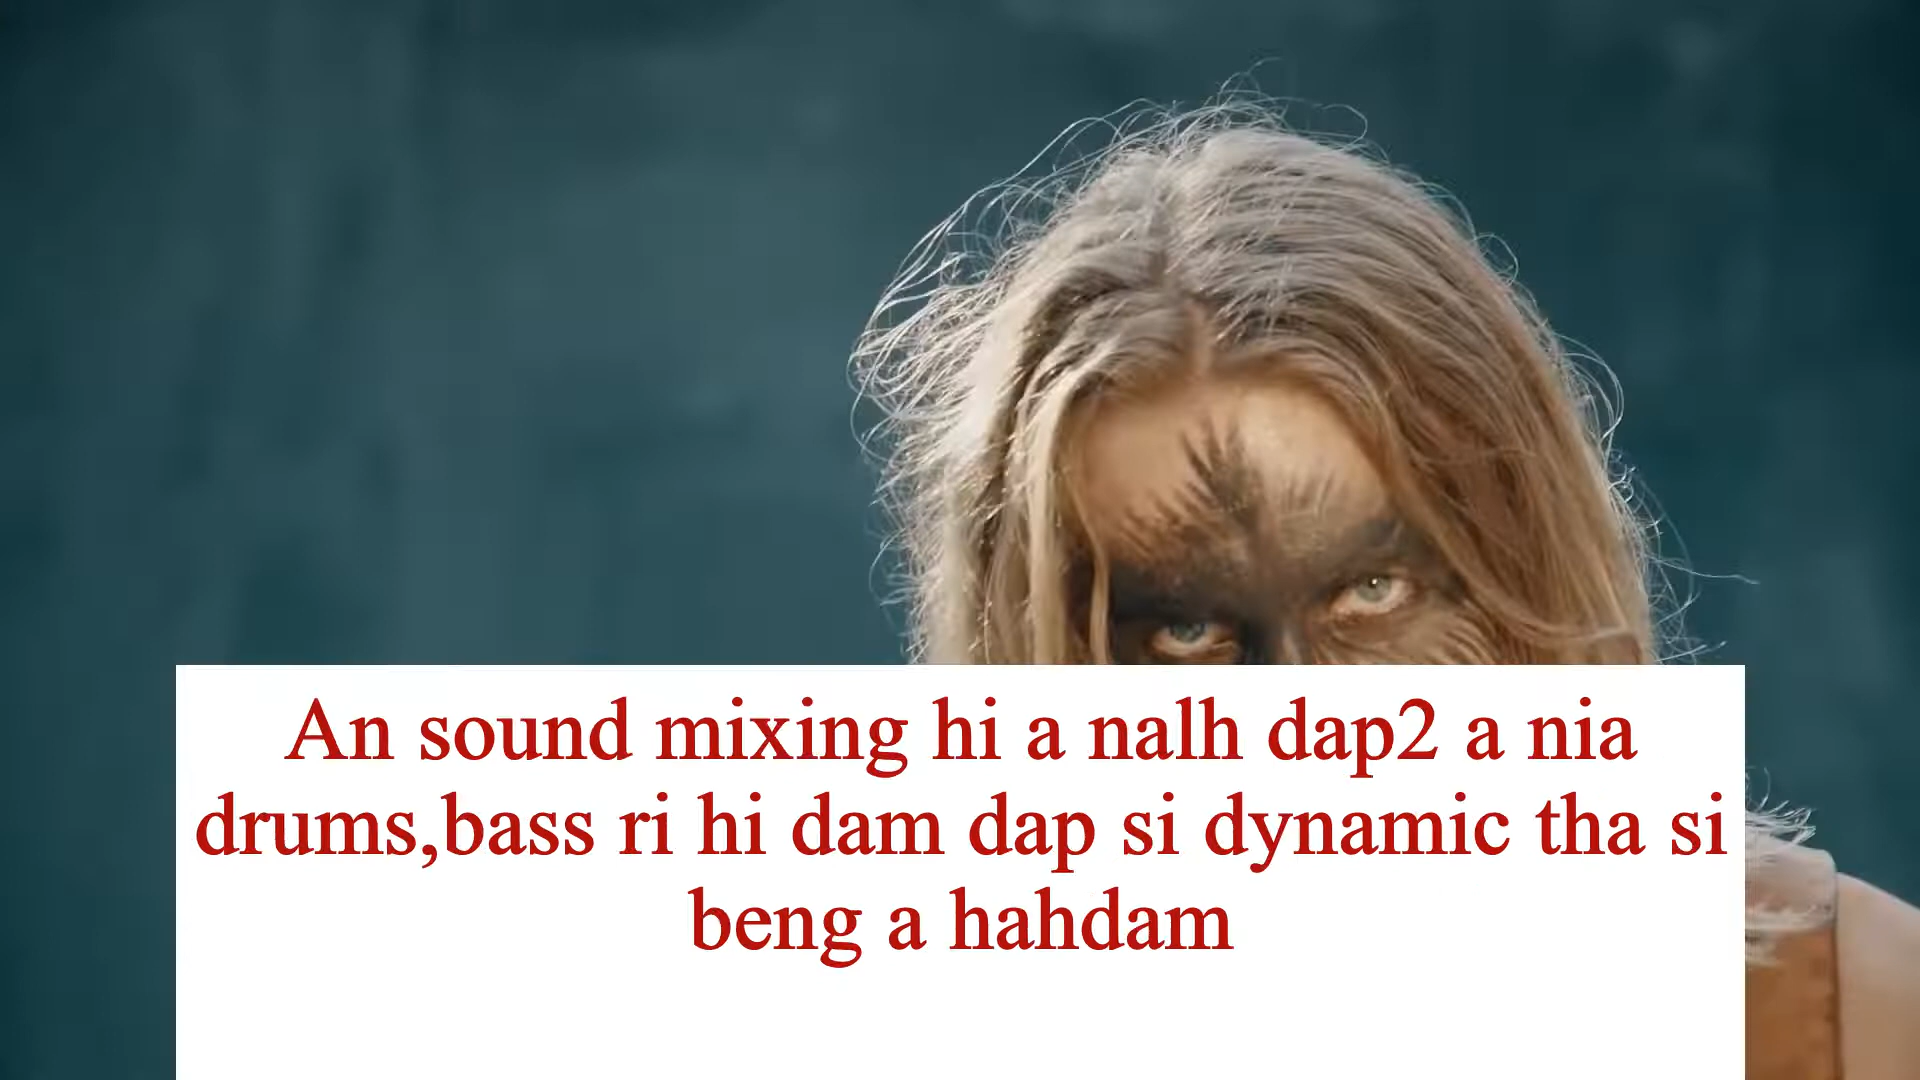 An sound mixing hi a nalh dap2 a nia
drums,bass ri hi dam dap si dynamic tha si
beng a hahdam